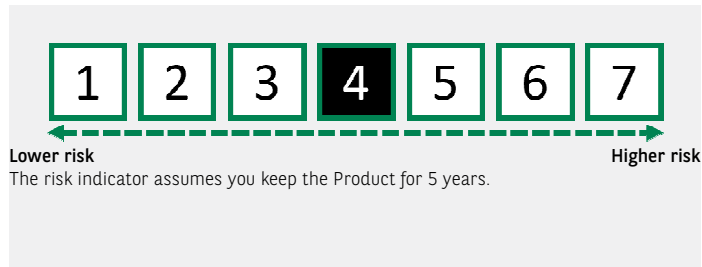 1 2 3 4 5 6 7
Lower risk Higher risk
The risk indicator assumes you keep the Product for 5 years.